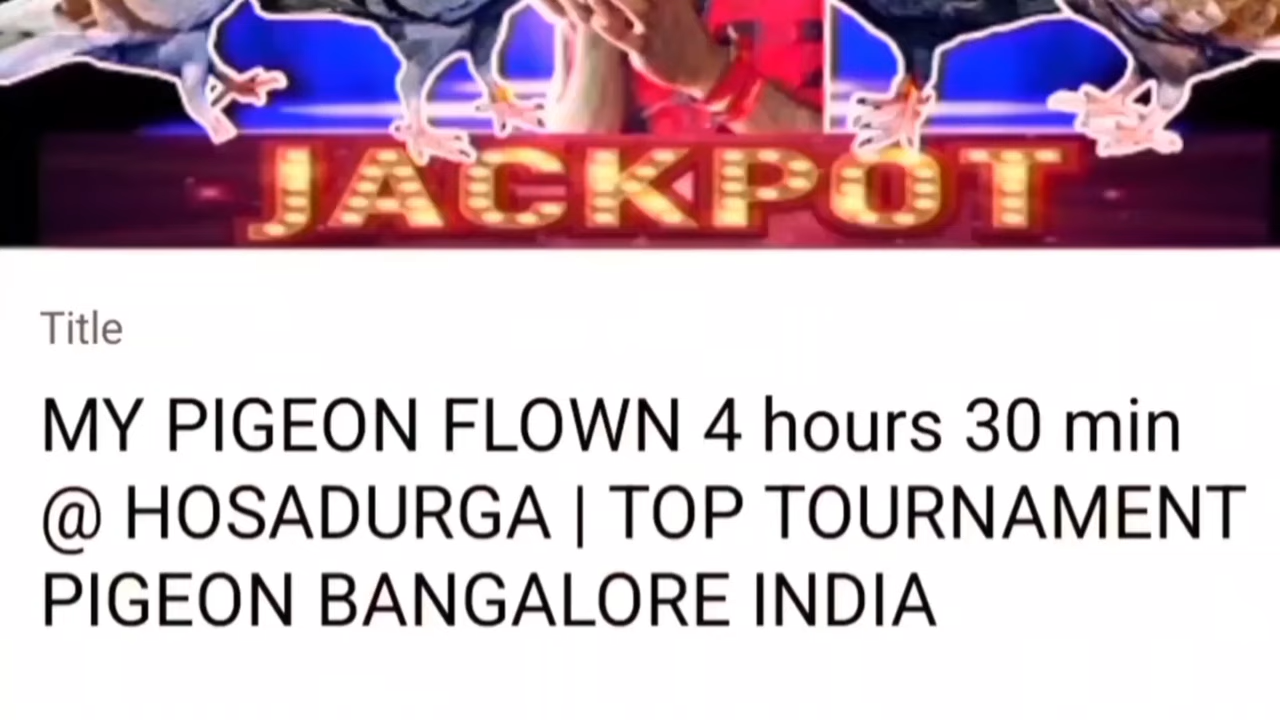 JACKPOT
Title
MY PIGEON FLOWN 4 hours 30 min
@ HOSADURGA | TOP TOURNAMENT
PIGEON BANGALORE INDIA